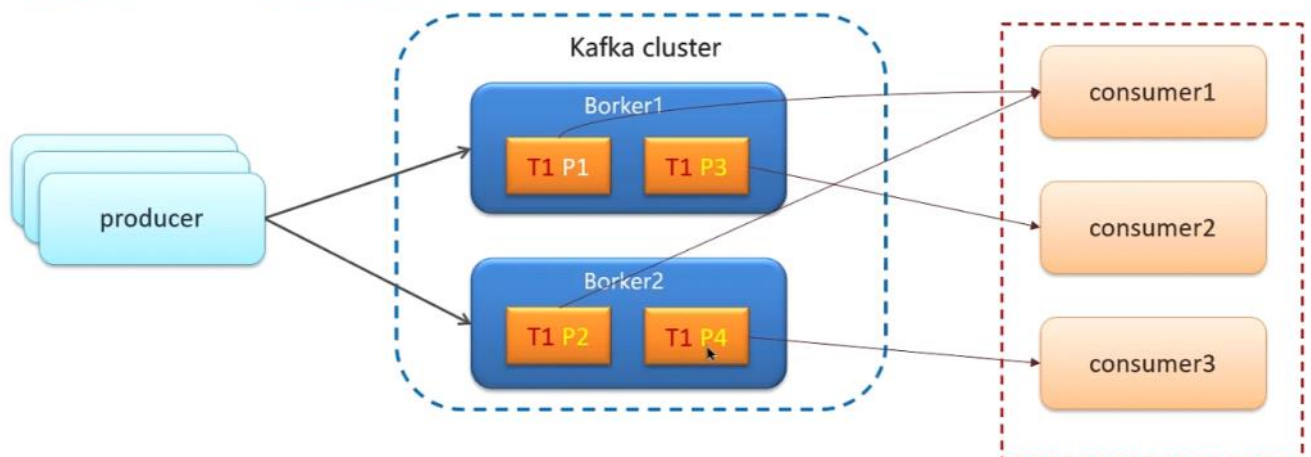 Kafka cluster
Borker1
T1 P1
T1 P3
producer
Borker2
T1 P2
T1 P4
consumer1
consumer2
consumer3